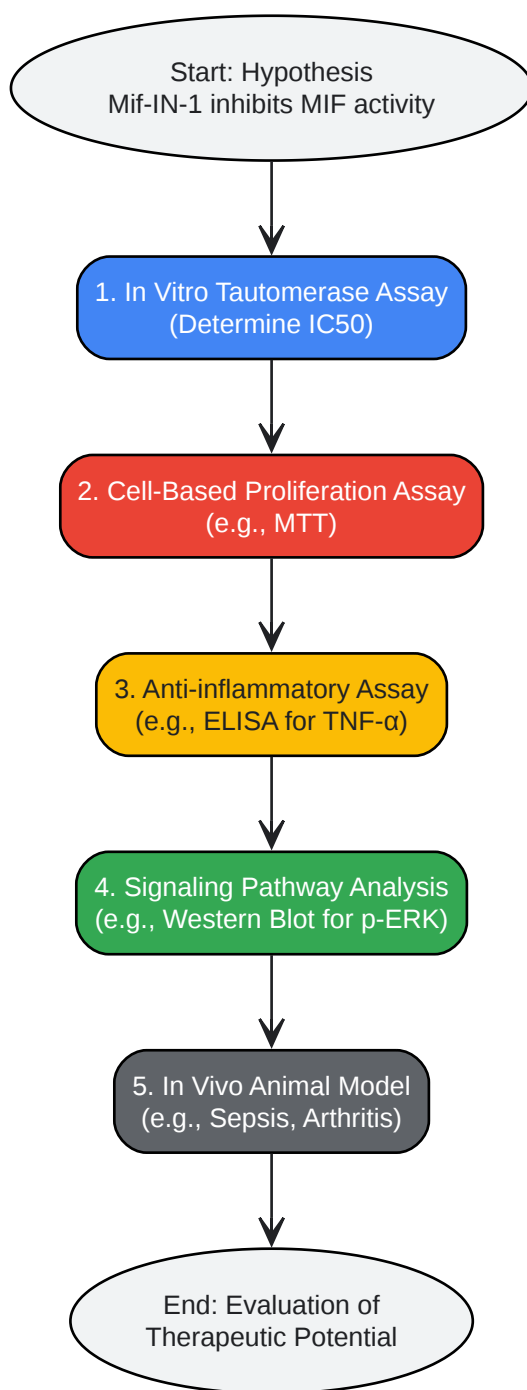 Start: Hypothesis
Mif-IN-1 inhibits MIF activity
1. In Vitro Tautomerase Assay
(Determine IC50)
2. Cell-Based Proliferation Assay
(e.g., MTT)
3. Anti-inflammatory Assay
(e.g., ELISA for TNF-α)
4. Signaling Pathway Analysis
(e.g., Western Blot for p-ERK)
5. In Vivo Animal Model
(e.g., Sepsis, Arthritis)
End: Evaluation of
Therapeutic Potential